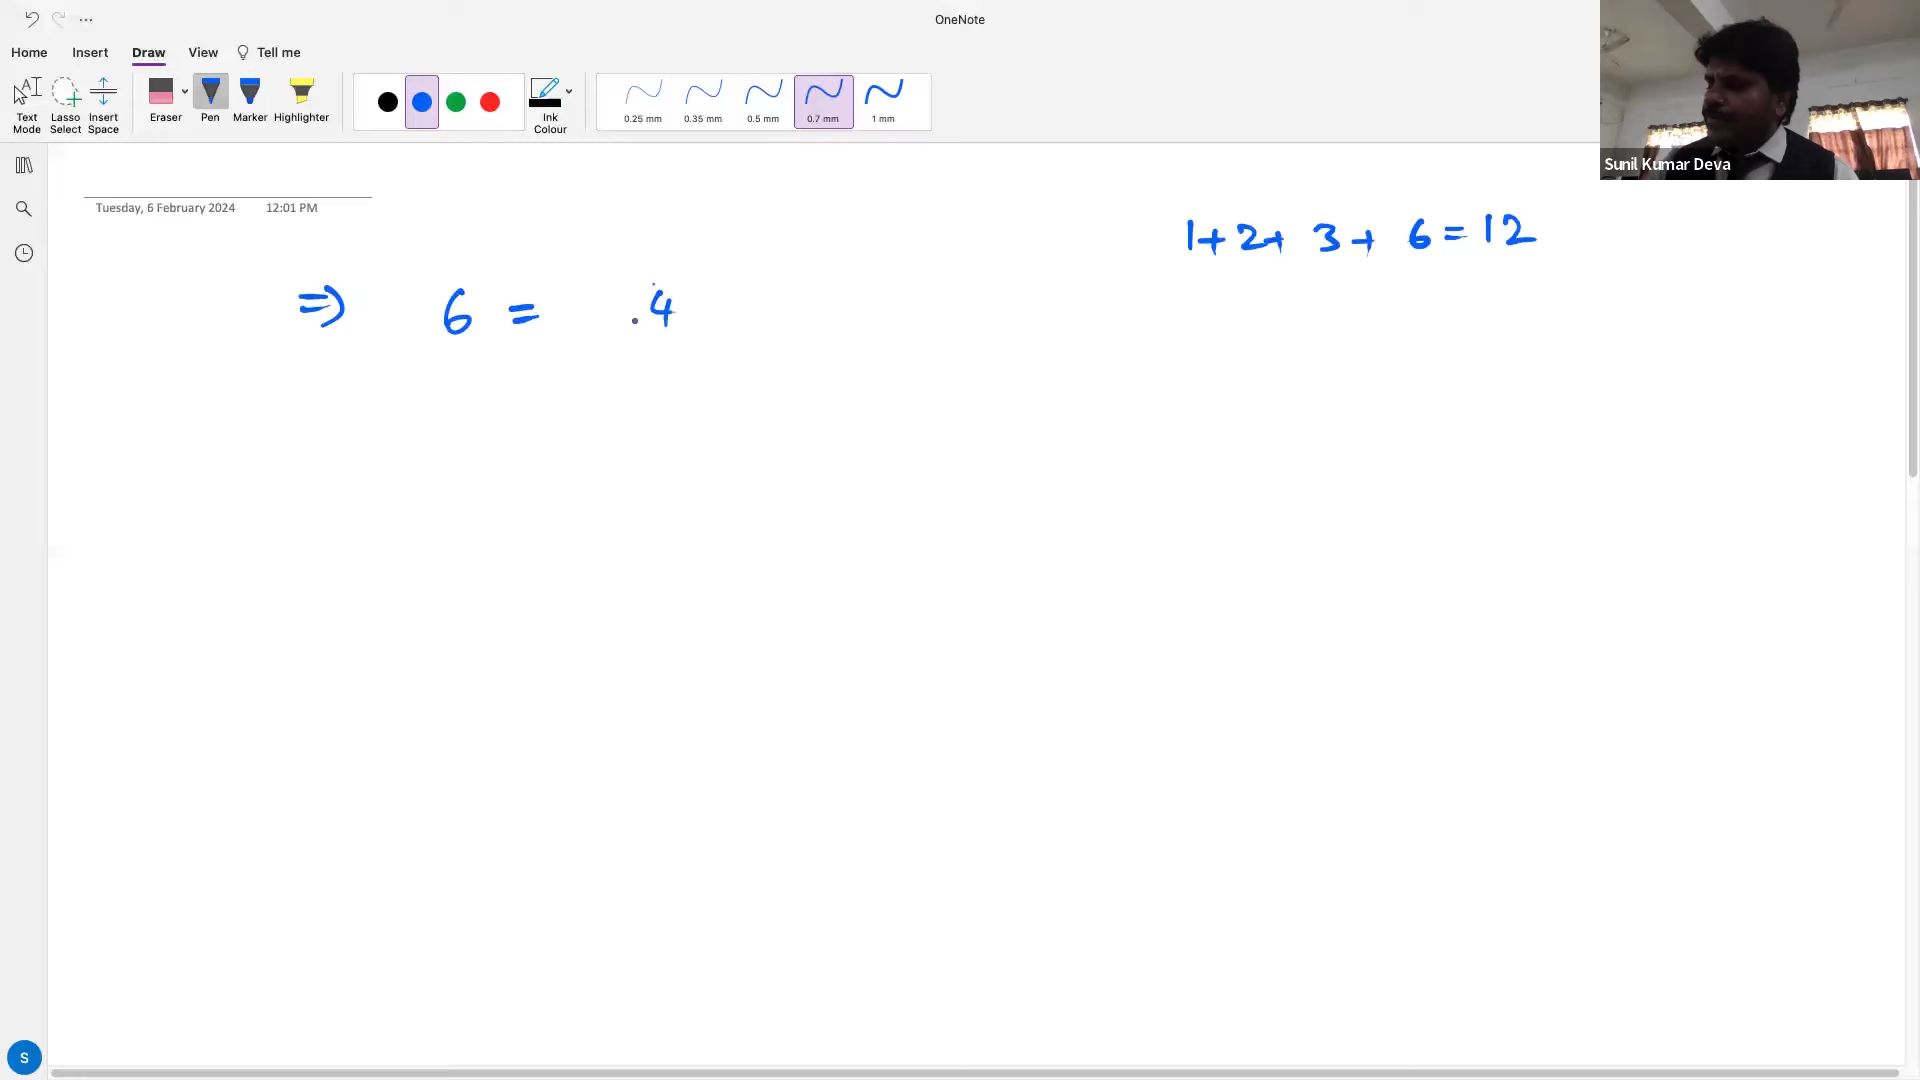 OneNote
Home Insert Draw View Tell me
Text Mode
Lasso Select
Insert Space
Eraser
Pen
Marker
Highlighter
Ink Colour
0.25 mm
0.35 mm
0.5 mm
0.7 mm
1 mm
Sunil Kumar Deva
Tuesday, 6 February 2024 12:01 PM
1+2+ 3+ 6=12
⇒ 6 = 4
S